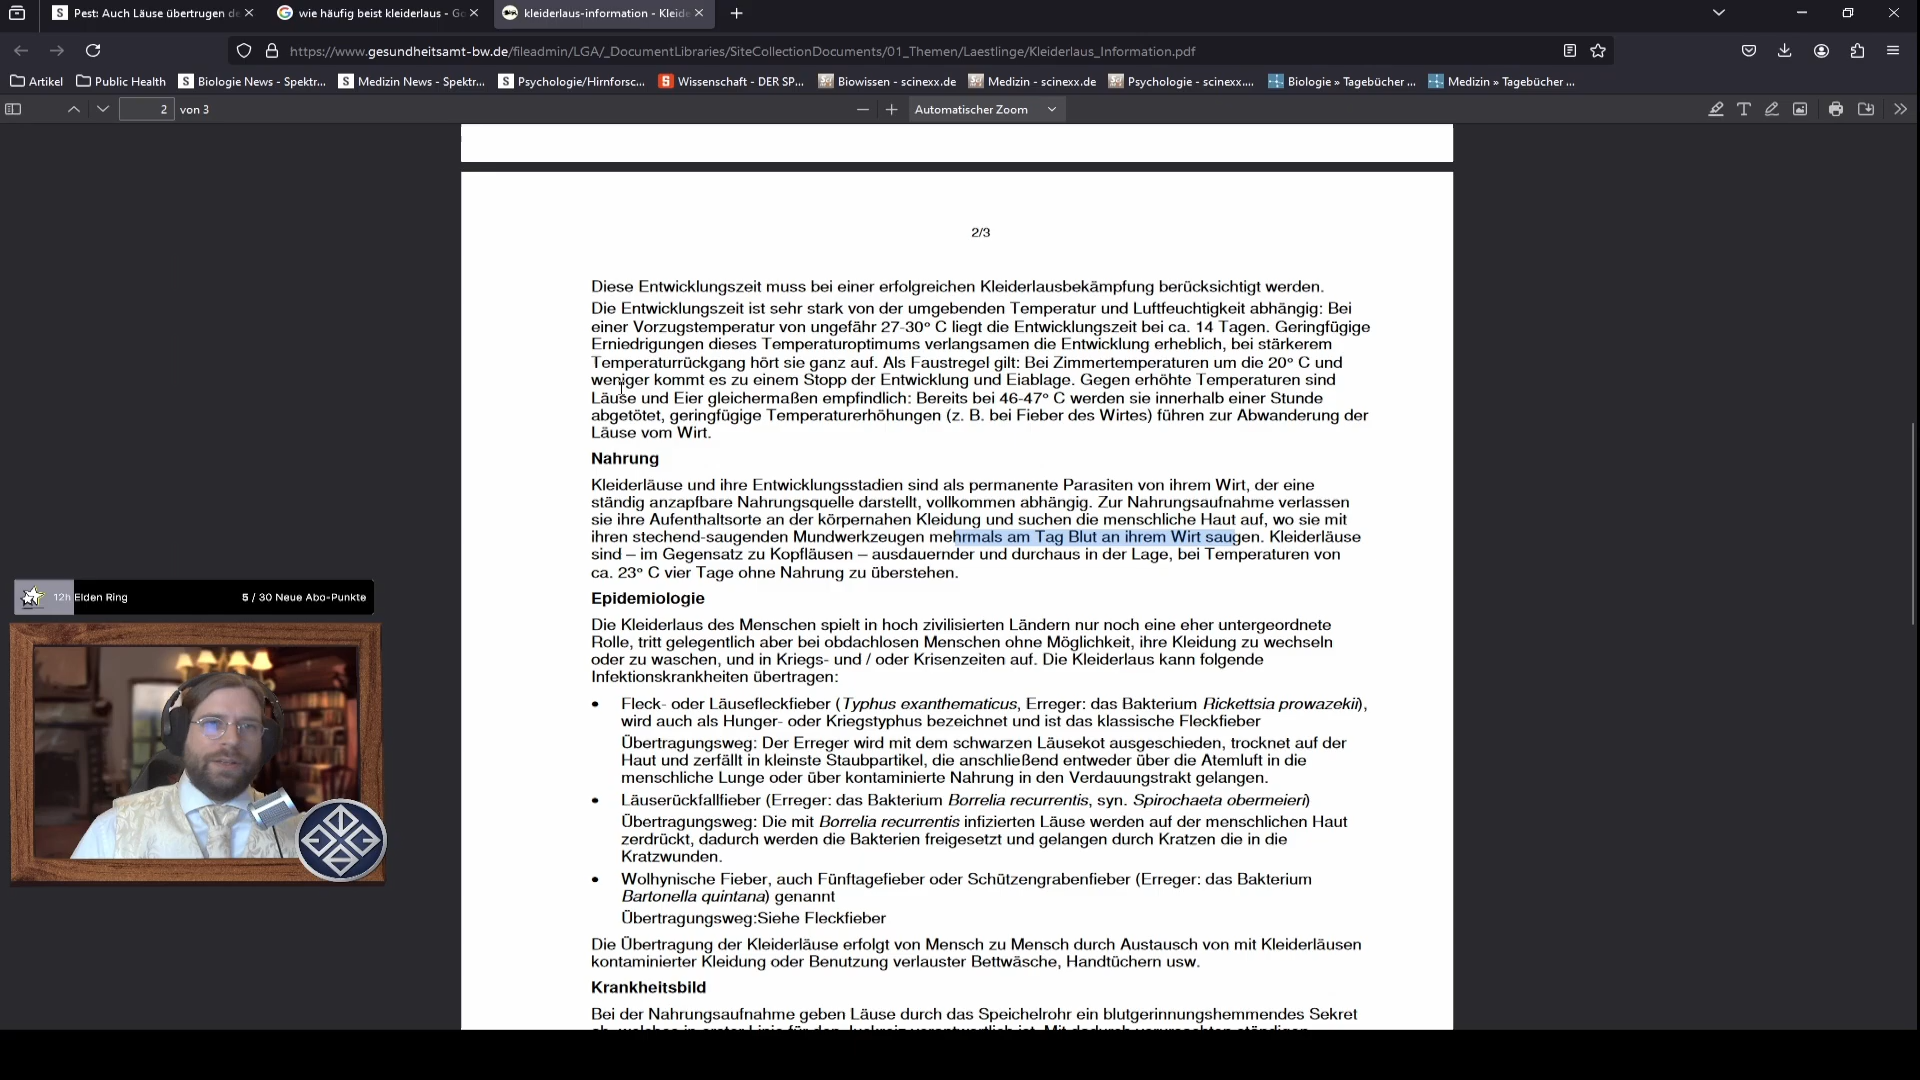 Pest: Auch Läuse übertrugen de
wie häufig beist kleiderlaus - Go
kleiderlaus-information - Kleide
https://www.gesundheitsamt-bw.de/fileadmin/LGA/_DocumentLibraries/SiteCollectionDocuments/01_Themen/Laestlinge/Kleiderlaus_Information.pdf
Artikel
Public Health
Biologie News - Spektr...
Medizin News - Spektr...
Psychologie/Hirnforsc...
Wissenschaft - DER SP...
Biowissen - scinexx.de
Medizin - scinexx.de
Psychologie - scinexx....
Biologie » Tagebücher ...
Medizin » Tagebücher ...
2 von 3
Automatischer Zoom
2/3
Diese Entwicklungszeit muss bei einer erfolgreichen Kleiderlausbekämpfung berücksichtigt werden.
Die Entwicklungszeit ist sehr stark von der umgebenden Temperatur und Luftfeuchtigkeit abhängig: Bei
einer Vorzugstemperatur von ungefähr 27-30° C liegt die Entwicklungszeit bei ca. 14 Tagen. Geringfügige
Erniedrigungen dieses Temperaturoptimums verlangsamen die Entwicklung erheblich, bei stärkerem
Temperaturrückgang hört sie ganz auf. Als Faustregel gilt: Bei Zimmertemperaturen um die 20° C und
weniger kommt es zu einem Stopp der Entwicklung und Eiablage. Gegen erhöhte Temperaturen sind
Läuse und Eier gleichermaßen empfindlich: Bereits bei 46-47° C werden sie innerhalb einer Stunde
abgetötet, geringfügige Temperaturerhöhungen (z. B. bei Fieber des Wirtes) führen zur Abwanderung der
Läuse vom Wirt.
Nahrung
Kleiderläuse und ihre Entwicklungsstadien sind als permanente Parasiten von ihrem Wirt, der eine
ständig anzapfbare Nahrungsquelle darstellt, vollkommen abhängig. Zur Nahrungsaufnahme verlassen
sie ihre Aufenthaltsorte an der körpernahen Kleidung und suchen die menschliche Haut auf, wo sie mit
ihren stechend-saugenden Mundwerkzeugen mehrmals am Tag Blut an ihrem Wirt saugen. Kleiderläuse
sind – im Gegensatz zu Kopfläusen – ausdauernder und durchaus in der Lage, bei Temperaturen von
ca. 23° C vier Tage ohne Nahrung zu überstehen.
Epidemiologie
Die Kleiderlaus des Menschen spielt in hoch zivilisierten Ländern nur noch eine eher untergeordnete
Rolle, tritt gelegentlich aber bei obdachlosen Menschen ohne Möglichkeit, ihre Kleidung zu wechseln
oder zu waschen, und in Kriegs- und / oder Krisenzeiten auf. Die Kleiderlaus kann folgende
Infektionskrankheiten übertragen:
• Fleck- oder Läusefleckfieber (Typhus exanthematicus, Erreger: das Bakterium Rickettsia prowazekii),
wird auch als Hunger- oder Kriegstyphus bezeichnet und ist das klassische Fleckfieber
Übertragungsweg: Der Erreger wird mit dem schwarzen Läusekot ausgeschieden, trocknet auf der
Haut und zerfällt in kleinste Staubpartikel, die anschließend entweder über die Atemluft in die
menschliche Lunge oder über kontaminierte Nahrung in den Verdauungstrakt gelangen.
• Läuserückfallfieber (Erreger: das Bakterium Borrelia recurrentis, syn. Spirochaeta obermeieri)
Übertragungsweg: Die mit Borrelia recurrentis infizierten Läuse werden auf der menschlichen Haut
zerdrückt, dadurch werden die Bakterien freigesetzt und gelangen durch Kratzen die in die
Kratzwunden.
• Wolhynische Fieber, auch Fünftagefieber oder Schützengrabenfieber (Erreger: das Bakterium
Bartonella quintana) genannt
Übertragungsweg:Siehe Fleckfieber
Die Übertragung der Kleiderläuse erfolgt von Mensch zu Mensch durch Austausch von mit Kleiderläusen
kontaminierter Kleidung oder Benutzung verlauster Bettwäsche, Handtüchern usw.
Krankheitsbild
Bei der Nahrungsaufnahme geben Läuse durch das Speichelrohr ein blutgerinnungshemmendes Sekret
12h Elden Ring
5 / 30 Neue Abo-Punkte